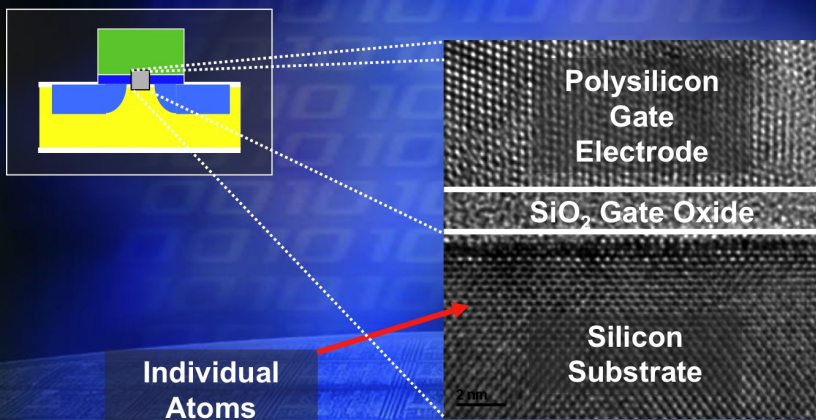 Polysilicon
Gate
Electrode
SiO₂ Gate Oxide
Silicon
Substrate
2 nm
Individual
Atoms